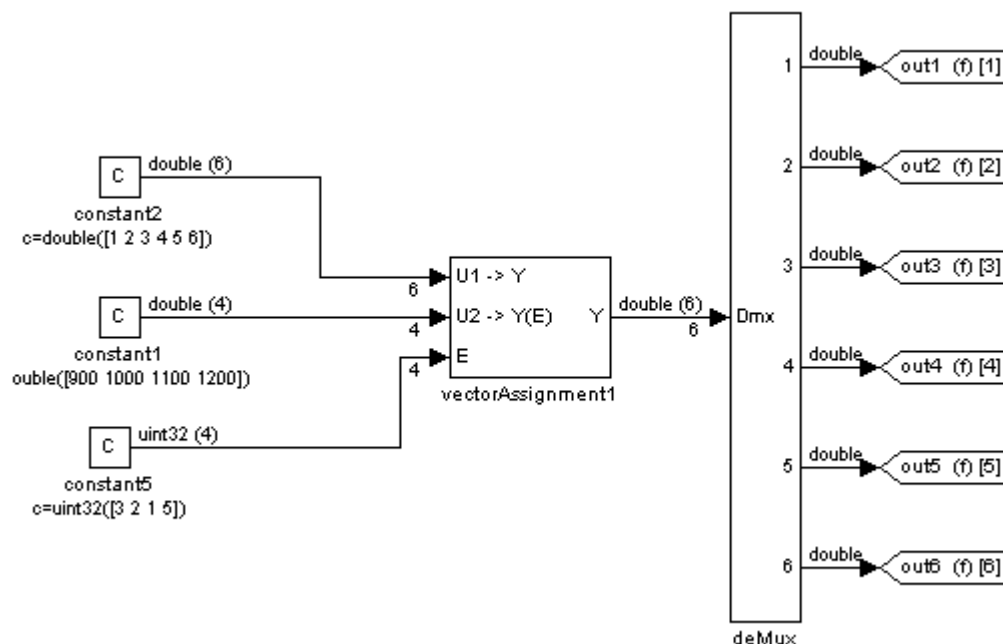 double (6)
C
constant2
c=double([1 2 3 4 5 6])
double (4)
C
constant1
ouble([900 1000 1100 1200])
uint32 (4)
C
constant5
c=uint32([3 2 1 5])
6
4
4
U1 -> Y
U2 -> Y(E) Y
E
vectorAssignment1
double (6)
6
Dmx
1
2
3
4
5
6
deMux
double
out1 (f) [1]
double
out2 (f) [2]
double
out3 (f) [3]
double
out4 (f) [4]
double
out5 (f) [5]
double
out6 (f) [6]